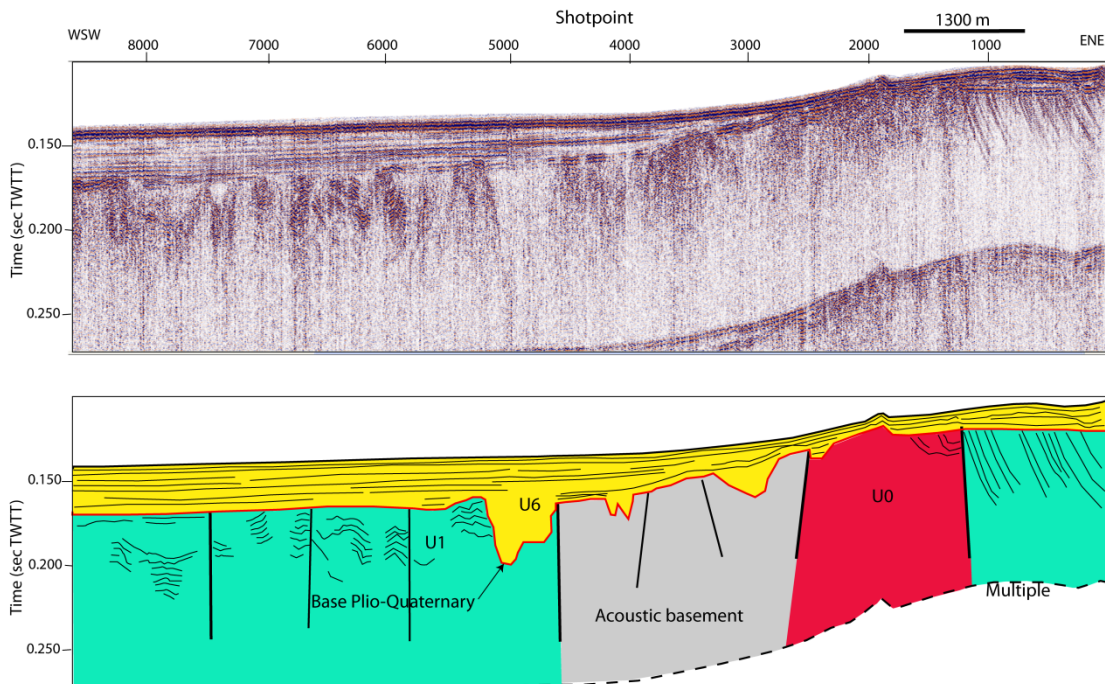 Shotpoint
1300 m
WSW
8000 7000 6000 5000 4000 3000 2000 1000
ENE
Time (sec TWTT)
0.150
0.200
0.250
Time (sec TWTT)
0.150
0.200
0.250
U6
U0
U1
Base Plio-Quaternary
Acoustic basement
Multiple